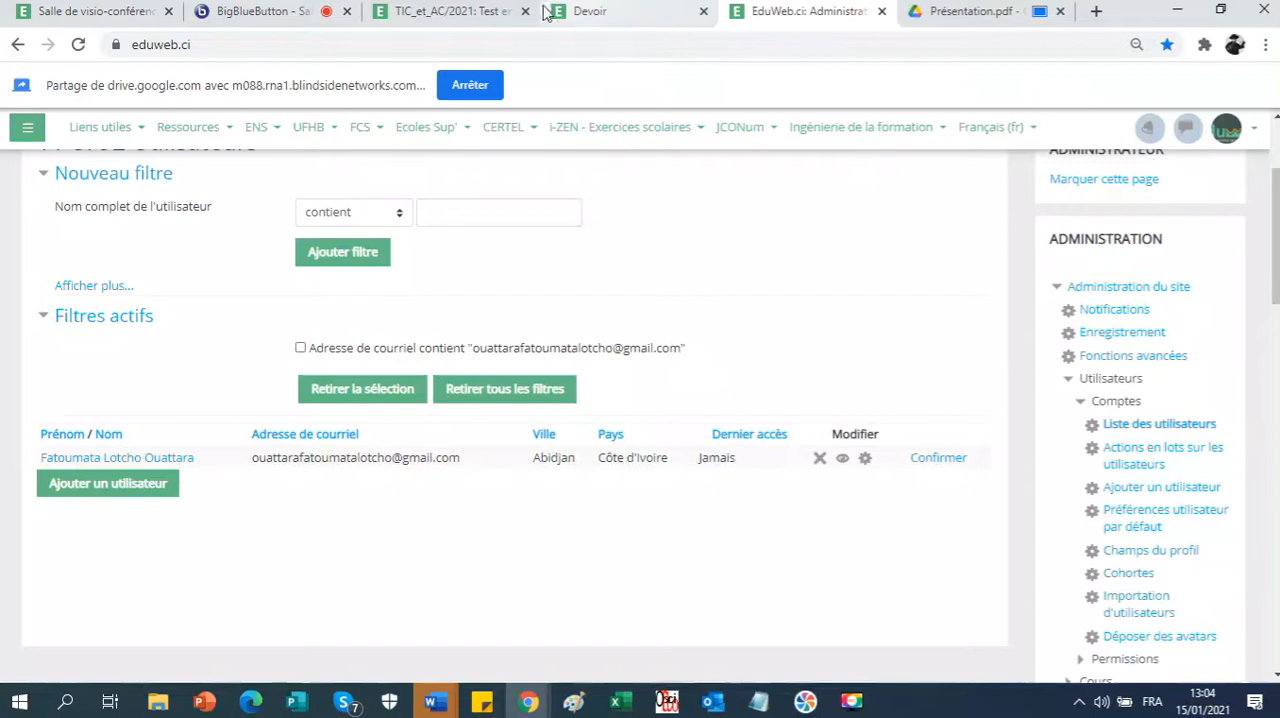 Salle de visio-conféren
BigBlueButton - Sa
TIC_et_AC/2021: Test e
Devoir
EduWeb.ci: Administrat
Présentation.pdf -
eduweb.ci
Partage de drive.google.com avec m088.rna1.blindsidenetworks.com...
Arrêter
Liens utiles
Ressources
ENS
UFHB
FCS
Ecoles Sup'
CERTEL
i-ZEN - Exercices scolaires
JCONum
Ingénierie de la formation
Français (fr)
ADMINISTRATEUR
Marquer cette page
Nouveau filtre
Nom complet de l'utilisateur
contient
Ajouter filtre
Afficher plus...
Filtres actifs
Adresse de courriel contient "ouattarafatoumatalotcho@gmail.com"
Retirer la sélection
Retirer tous les filtres
Prénom / Nom
Adresse de courriel
Ville
Pays
Dernier accès
Modifier
Fatoumata Lotcho Ouattara
ouattarafatoumatalotcho@gmail.com
Abidjan
Côte d'Ivoire
Jamais
Confirmer
Ajouter un utilisateur
ADMINISTRATION
Administration du site
Notifications
Enregistrement
Fonctions avancées
Utilisateurs
Comptes
Liste des utilisateurs
Actions en lots sur les
utilisateurs
Ajouter un utilisateur
Préférences utilisateur
par défaut
Champs du profil
Cohortes
Importation
d'utilisateurs
Déposer des avatars
Permissions
7
FRA
13:04
15/01/2021